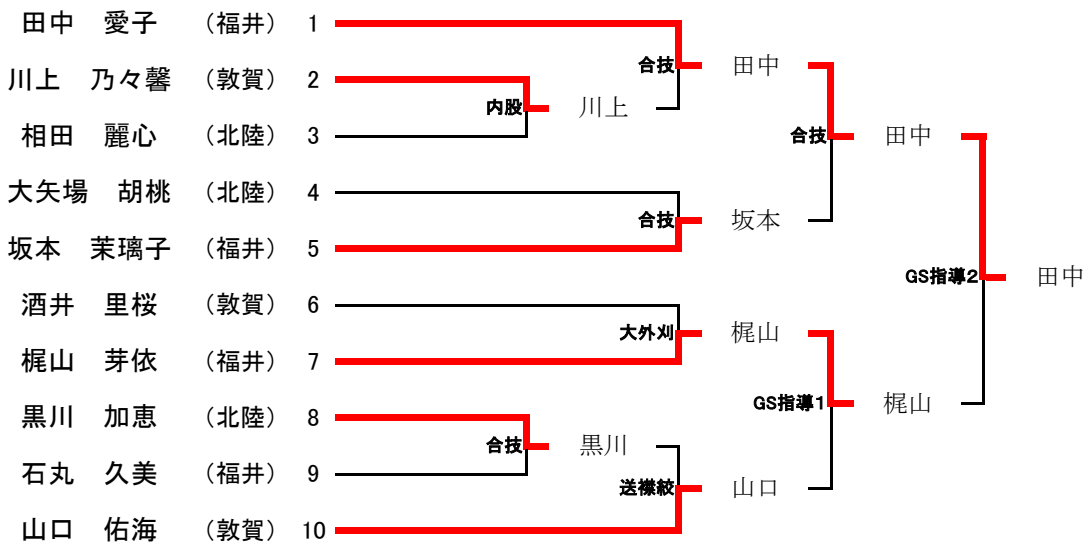 田中 愛子 （福井） 1
川上 乃々馨 （敦賀） 2
相田 麗心 （北陸） 3
大矢場 胡桃 （北陸） 4
坂本 茉璃子 （福井） 5
酒井 里桜 （敦賀） 6
梶山 芽依 （福井） 7
黒川 加恵 （北陸） 8
石丸 久美 （福井） 9
山口 佑海 （敦賀） 10
内股 川上
合技 黒川
合技 田中
合技 坂本
大外刈 梶山
送襟絞 山口
合技 田中
GS指導1 梶山
GS指導2 田中